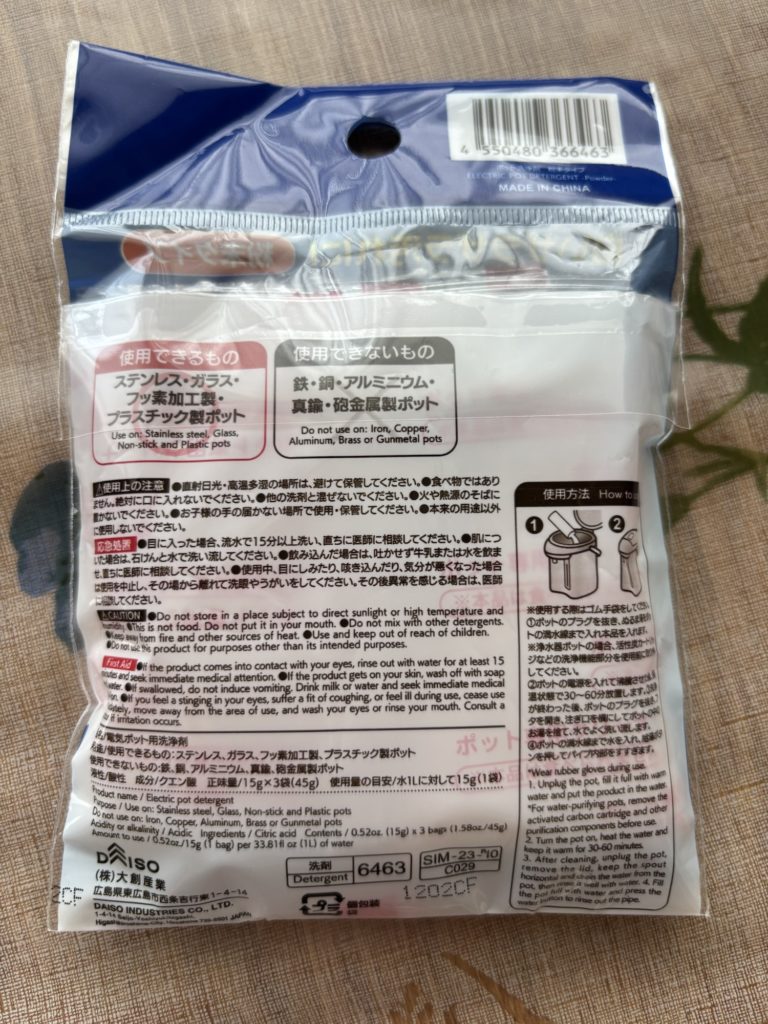 4 550480 366463
ELECTRIC POT DETERGENT -Powder-
MADE IN CHINA
使用できるもの
ステンレス・ガラス・
フッ素加工製・
プラスチック製ポット
Use on: Stainless steel, Glass,
Non-stick and Plastic pots
使用できないもの
鉄・銅・アルミニウム・
真鍮・砲金属製ポット
Do not use on: Iron, Copper,
Aluminum, Brass or Gunmetal pots
使用上の注意 ●直射日光・高温多湿の場所は、避けて保管してください。●食べ物ではあり
ません。絶対に口に入れないでください。●他の洗剤と混ぜないでください。●火や熱源のそばに
置かないでください。●お子様の手の届かない場所で使用・保管してください。●本来の用途以外
に使用しないでください。
応急処置 ●目に入った場合、流水で15分以上洗い、直ちに医師に相談してください。●肌につ
いた場合は、石けんと水で洗い流してください。●飲み込んだ場合は、吐かせず牛乳または水を飲ま
せ、直ちに医師に相談してください。●使用中、目にしみたり、咳き込んだり、気分が悪くなった場合
は使用を中止し、その場から離れて洗眼やうがいをしてください。その後異常を感じる場合は、医師
に相談してください。
CAUTION ●Do not store in a place subject to direct sunlight or high temperature and
humidity. ●This is not food. Do not put it in your mouth. ●Do not mix with other detergents.
●Keep away from fire and other sources of heat. ●Use and keep out of reach of children.
●Do not use this product for purposes other than its intended purposes.
First Aid ●If the product comes into contact with your eyes, rinse out with water for at least 15
minutes and seek immediate medical attention. ●If the product gets on your skin, wash off with soap
water. ●If swallowed, do not induce vomiting. Drink milk or water and seek immediate medical
●If you feel a stinging in your eyes, suffer a fit of coughing, or feel ill during use, cease use
immediately, move away from the area of use, and wash your eyes or rinse your mouth. Consult a
if irritation occurs.
電気ポット用洗浄剤
使用できるもの:ステンレス、ガラス、フッ素加工製、プラスチック製ポット
使用できないもの:鉄、銅、アルミニウム、真鍮、砲金属製ポット
液性/酸性 成分/クエン酸 正味量/15g×3袋(45g) 使用量の目安/水1Lに対して15g(1袋)
Product name / Electric pot detergent
Purpose / Use on: Stainless steel, Glass, Non-stick and Plastic pots
Do not use on: Iron, Copper, Aluminum, Brass or Gunmetal pots
Acidity or alkalinity / Acidic Ingredients / Citric acid Contents / 0.52oz. (15g) x 3 bags (1.58oz./45g)
Amount to use / 0.52oz./15g (1 bag) per 33.81fl oz (1L) of water
DAISO
(株)大創産業
広島県東広島市西条吉行東1-4-14
DAISO INDUSTRIES CO., LTD.
1-4-14 Saijo-Yoshiyukihigashi,
JAPAN
洗剤
Detergent
6463
SIM-23
C029
1202CF
2CF
個包装
袋
使用方法 How to
1
2
※使用する際はゴム手袋をしてください。
①ポットのプラグを抜き、ぬるま湯を
トの満水線まで入れ本品を入れます。
※浄水器ポットの場合、活性炭カートリッ
ジなどの洗浄機能部分を使用前に
してください。
②ポットの電源を入れて沸騰させ
温状態で30〜60分放置します。
が終わった後、ポットのプラグを抜き、
タを開き、注ぎ口を横にしてポットの
お湯を捨て、水でよく洗い流します。
④ポットの満水線まで水を入れ、給湯ボタ
ンを押してパイプ内部をすすぎます。
*Wear rubber gloves during use.
1. Unplug the pot, fill it full with warm
water and put the product in the water.
*For water-purifying pots, remove the
activated carbon cartridge and other
purification components before use.
2. Turn the pot on, heat the water and
keep it warm for 30-60 minutes.
3. After cleaning, unplug the pot,
remove the lid, keep the spout
horizontal and drain the water from the
pot, then rinse it well with water. 4. Fill
the pot full with water and press the
water button to rinse out the pipe.